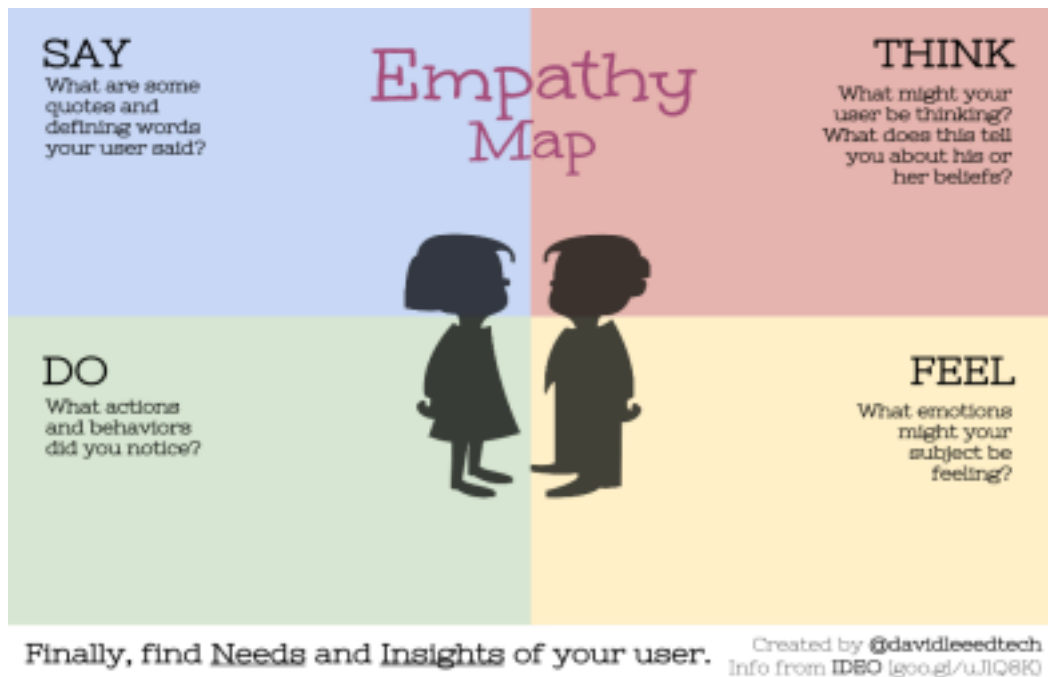 SAY
What are some
quotes and
defining words
your user said?
Empathy
Map
THINK
What might your
user be thinking?
What does this tell
you about his or
her beliefs?
DO
What actions
and behaviors
did you notice?
FEEL
What emotions
might your
subject be
feeling?
Finally, find Needs and Insights of your user.
Created by @davidleeedtech
Info from IDEO